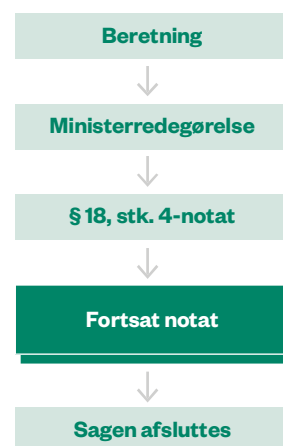 Beretning
Ministerredegørelse
§ 18, stk. 4-notat
Fortsat notat
Sagen afsluttes